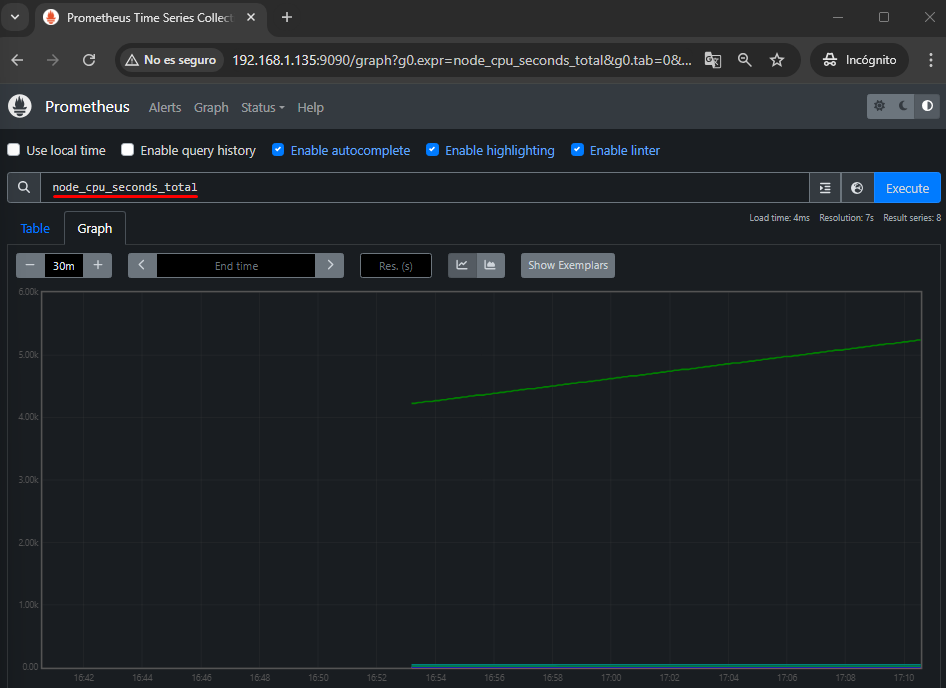 Prometheus Time Series Collect
No es seguro 192.168.1.135:9090/graph?g0.expr=node_cpu_seconds_total&g0.tab=0&... Incógnito
Prometheus Alerts Graph Status Help
Use local time Enable query history Enable autocomplete Enable highlighting Enable linter
node_cpu_seconds_total Execute
Load time: 4ms Resolution: 7s Result series: 8
Table Graph
30m End time Res. (s) Show Exemplars
6.00k
5.00k
4.00k
3.00k
2.00k
1.00k
0.00
16:42 16:44 16:46 16:48 16:50 16:52 16:54 16:56 16:58 17:00 17:02 17:04 17:06 17:08 17:10